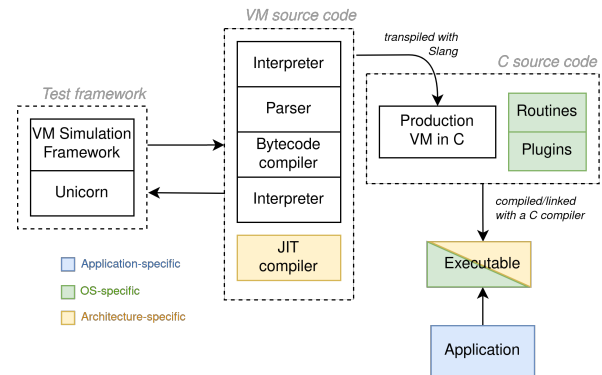 VM source code
Interpreter
Parser
Bytecode
compiler
Interpreter
JIT
compiler
Test framework
VM Simulation
Framework
Unicorn
transpiled with
Slang
C source code
Production
VM in C
Routines
Plugins
compiled/linked
with a C compiler
Executable
Application
Application-specific
OS-specific
Architecture-specific